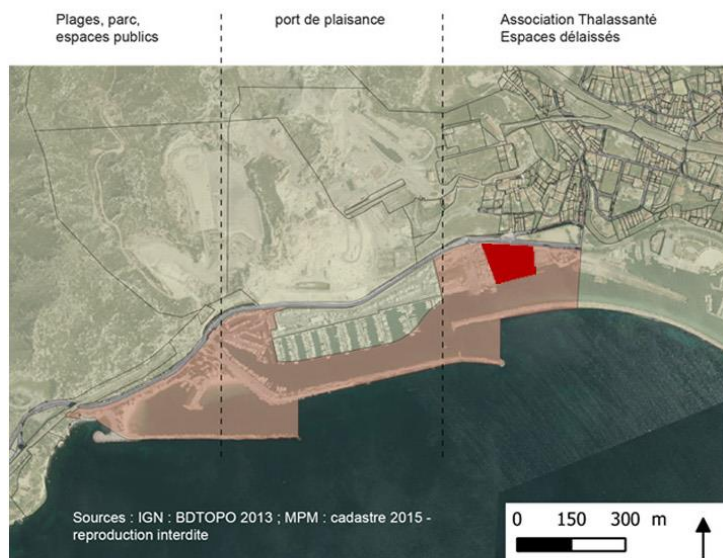 Plages, parc,
espaces publics
port de plaisance
Association Thalassanté
Espaces délaissés
Sources : IGN : BDTOPO 2013 ; MPM : cadastre 2015 -
reproduction interdite
0 150 300 m